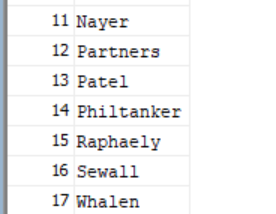 11 Nayer
12 Partners
13 Patel
14 Philtanker
15 Raphaely
16 Sewall
17 Whalen